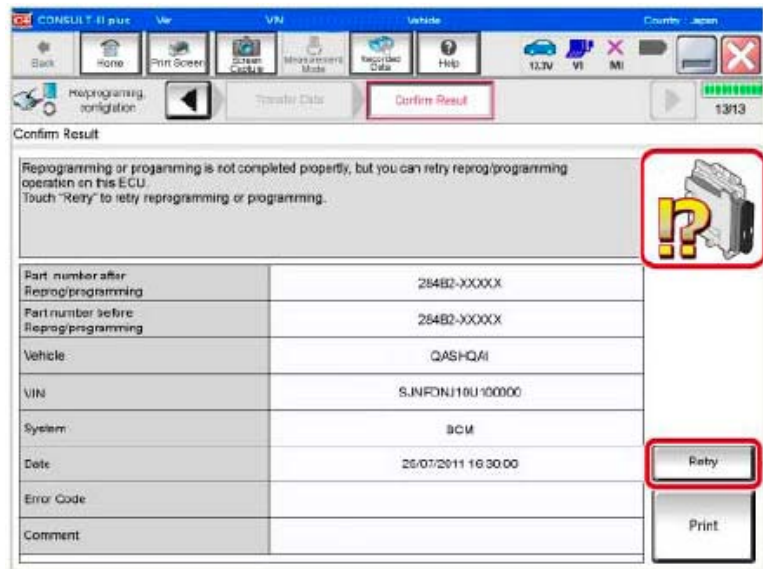 CONSULT-II plus Ver VIN Vehicle Country : Japan
Back Home Print Screen Screen Capture Measurement Mode Recorded Data Help 12.3V VI MI
Reprogramming, configlation Transfer Data Confirm Result 13/13
Confirm Result
Reprogramming or progamming is not completed propertly, but you can retry reprog/programming
operation on this ECU.
Touch "Retry" to retry reprogramming or programming.
!?
Part number after
Reprog/programming
284B2-XXXXX
Part number before
Reprog/programming
284B2-XXXXX
Vehicle QASHQAI
VIN SJNFDNJ10U100000
System BCM
Date 26/07/2011 16:30:00
Retry
Error Code
Comment
Print